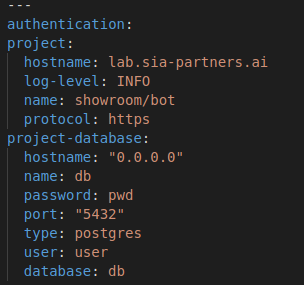 ---
authentication:
project:
  hostname: lab.sia-partners.ai
  log-level: INFO
  name: showroom/bot
  protocol: https
project-database:
  hostname: "0.0.0.0"
  name: db
  password: pwd
  port: "5432"
  type: postgres
  user: user
  database: db